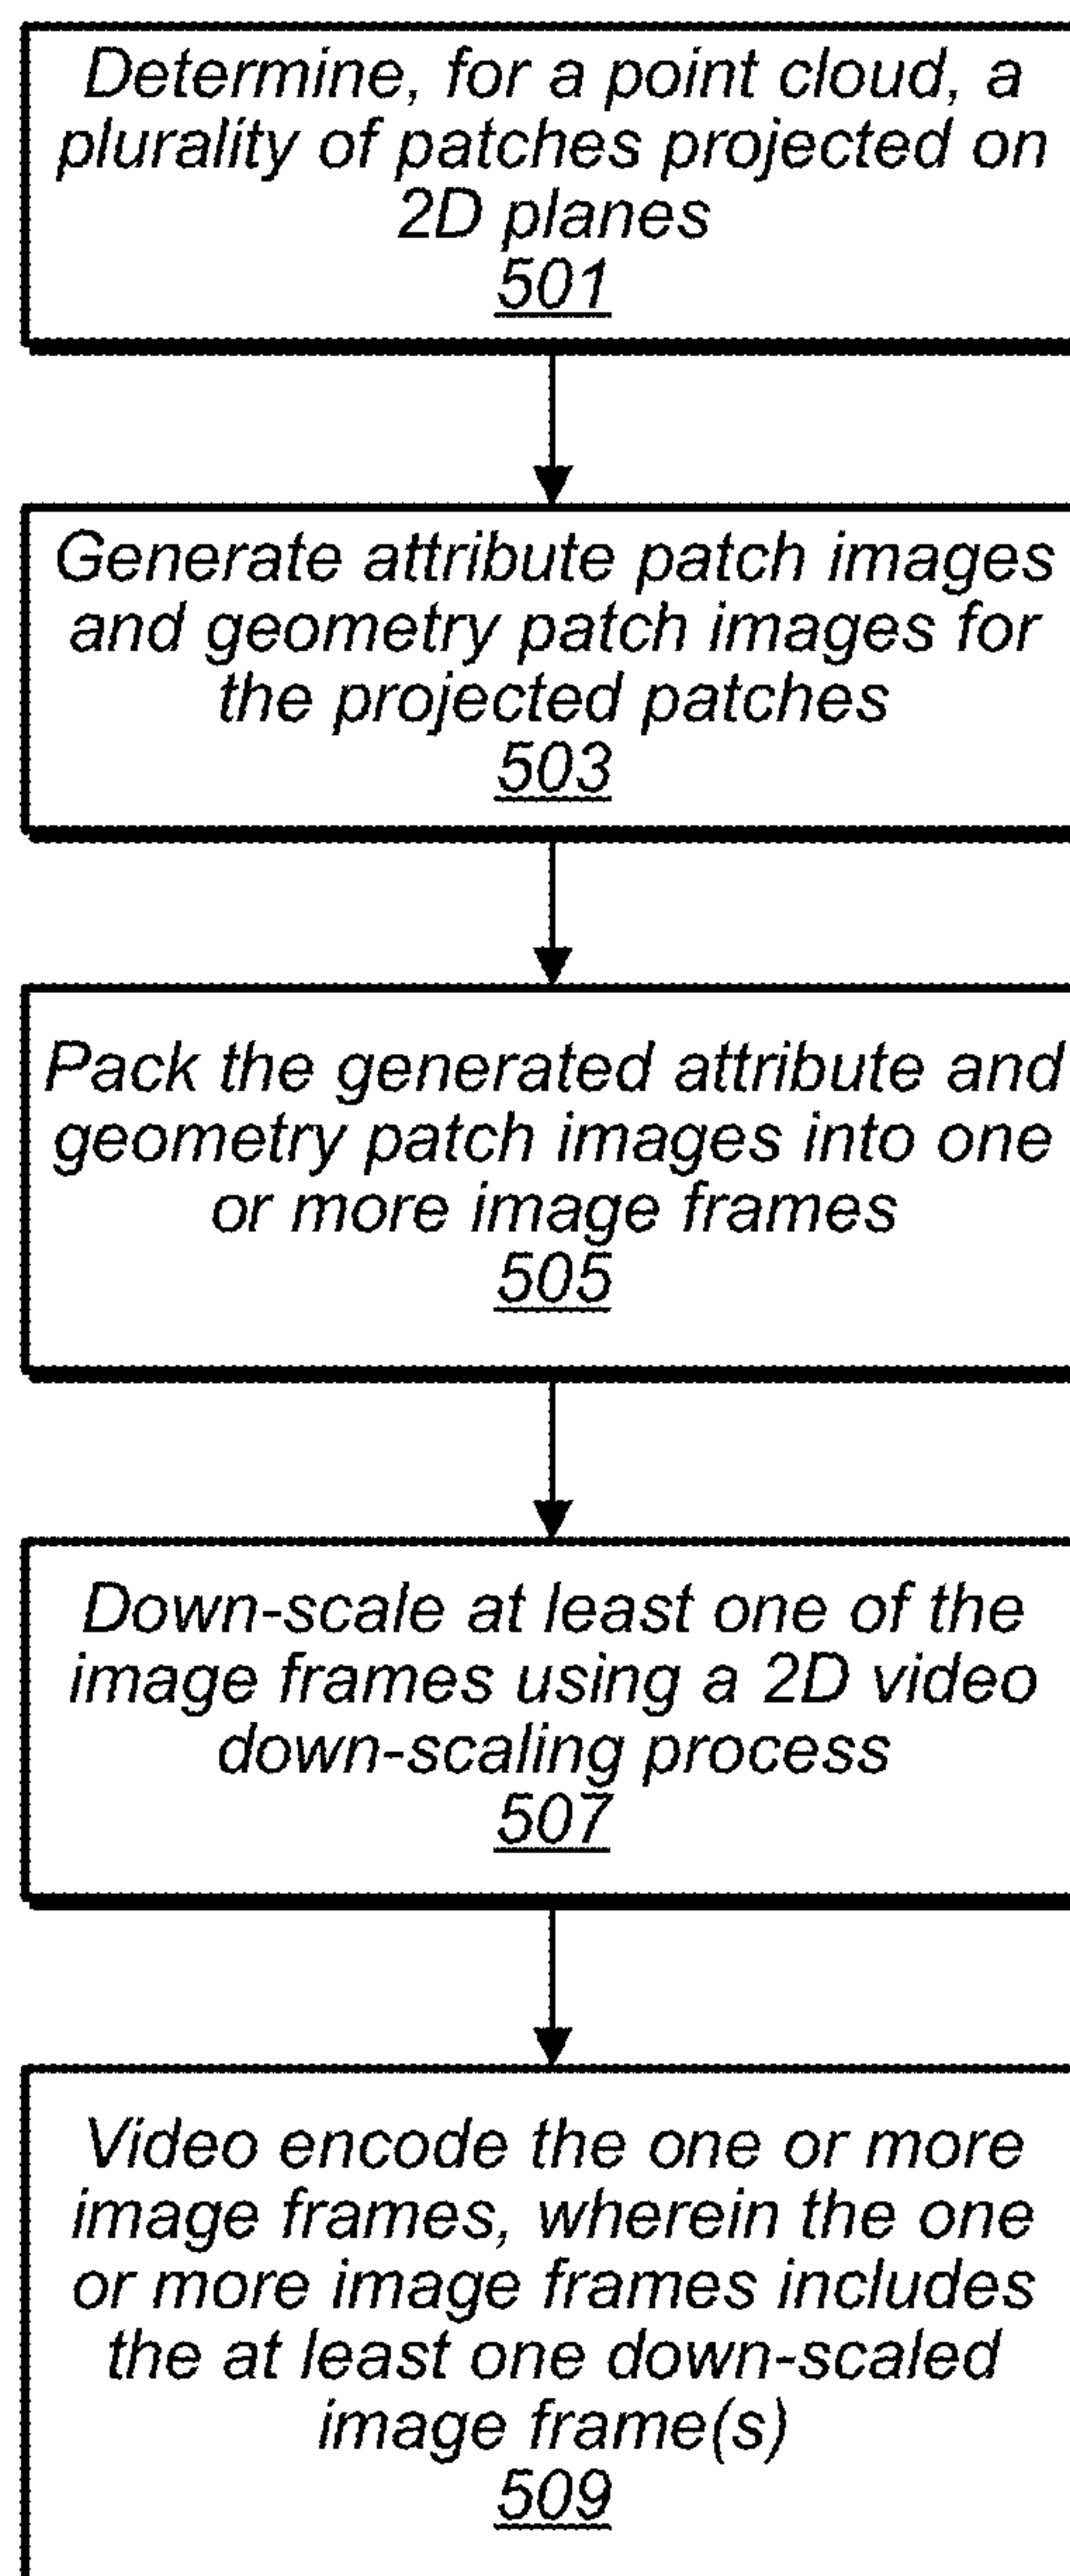 Determine, for a point cloud, a
plurality of patches projected on
2D planes
501
Generate attribute patch images
and geometry patch images for
the projected patches
503
Pack the generated attribute and
geometry patch images into one
or more image frames
505
Down-scale at least one of the
image frames using a 2D video
down-scaling process
507
Video encode the one or more
image frames, wherein the one
or more image frames includes
the at least one down-scaled
image frame(s)
509